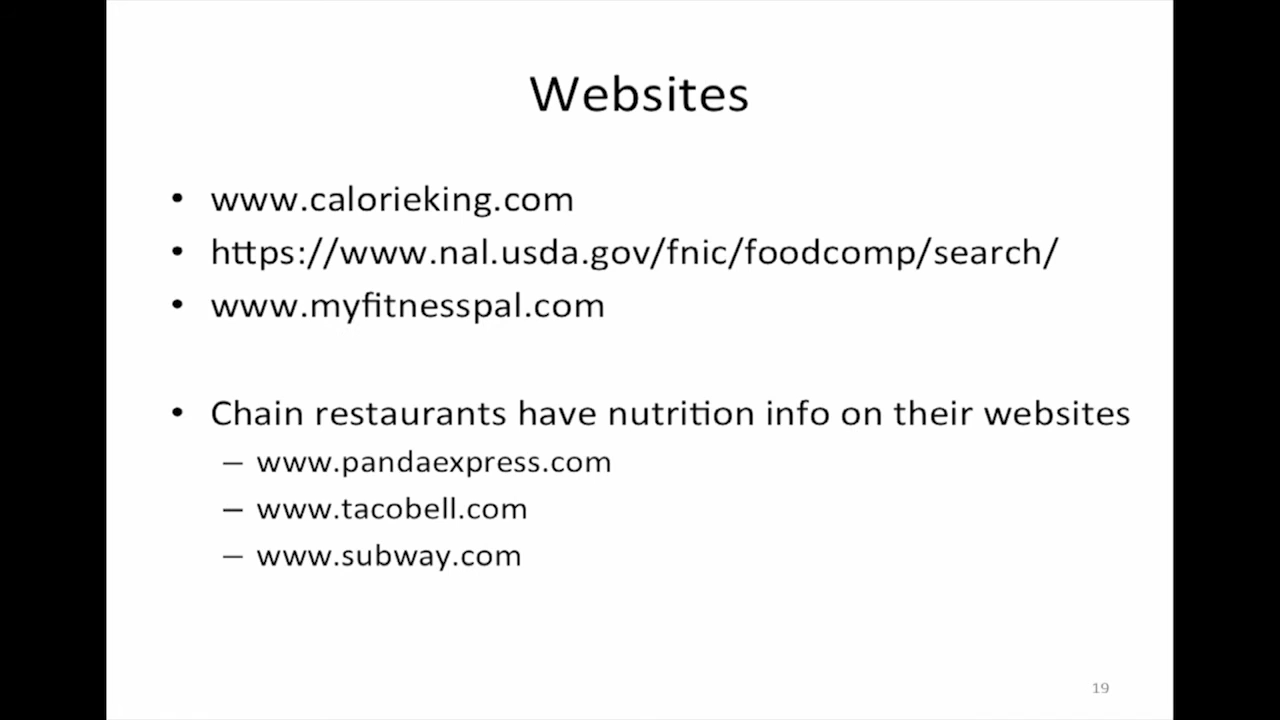 Websites
• www.calorieking.com
• https://www.nal.usda.gov/fnic/foodcomp/search/
• www.myfitnesspal.com
• Chain restaurants have nutrition info on their websites
– www.pandaexpress.com
– www.tacobell.com
– www.subway.com
19